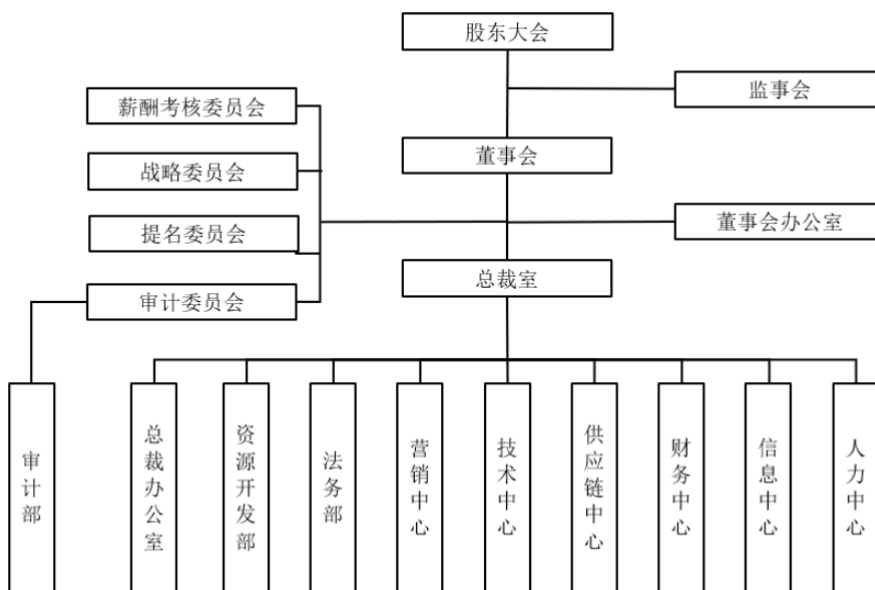 股东大会
监事会
薪酬考核委员会
董事会
战略委员会
提名委员会
董事会办公室
总裁室
审计委员会
审计部
总裁办公室
资源开发部
法务部
营销中心
技术中心
供应链中心
财务中心
信息中心
人力中心